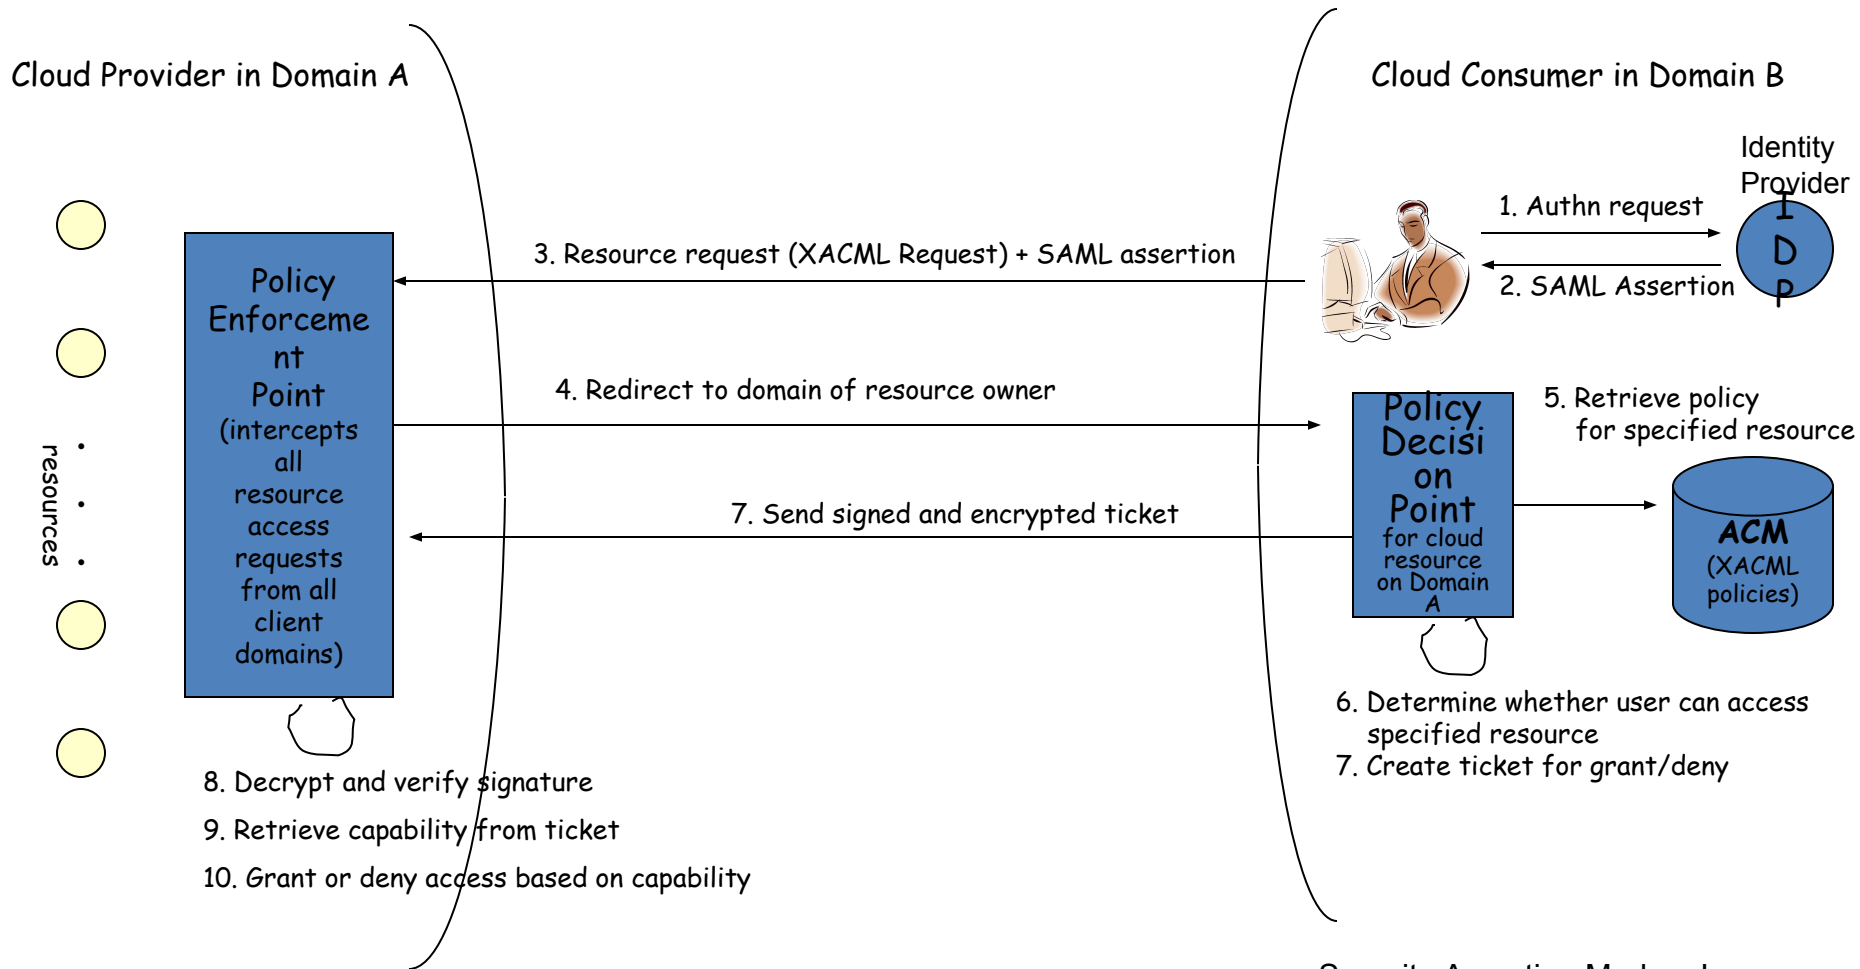 Cloud Provider in Domain A
Cloud Consumer in Domain B
Identity
Provider
I
D
P
1. Authn request
2. SAML Assertion
3. Resource request (XACML Request) + SAML assertion
Policy
Enforceme
nt
Point
(intercepts
all
resource
access
requests
from all
client
domains)
resources
4. Redirect to domain of resource owner
Policy
Decisi
on
Point
for cloud
resource
on Domain
A
5. Retrieve policy
for specified resource
ACM
(XACML
policies)
7. Send signed and encrypted ticket
6. Determine whether user can access
specified resource
7. Create ticket for grant/deny
8. Decrypt and verify signature
9. Retrieve capability from ticket
10. Grant or deny access based on capability